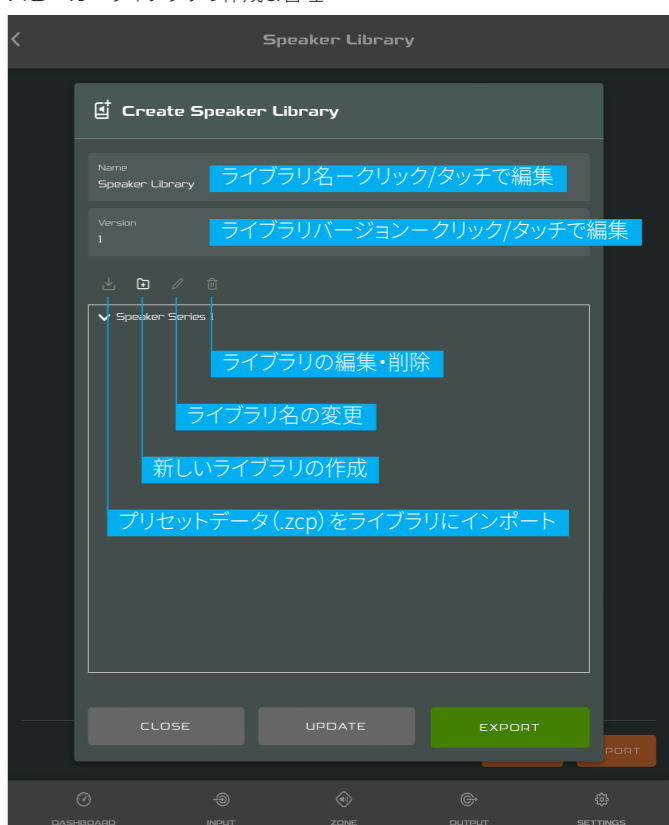 Speaker Library
Create Speaker Library
Name
Speaker Library
ライブラリ名ークリック/タッチで編集
Version
1
ライブラリバージョンークリック/タッチで編集
Speaker Series 1
ライブラリの編集・削除
ライブラリ名の変更
新しいライブラリの作成
プリセットデータ(.zcp)をライブラリにインポート
CLOSE
UPDATE
EXPORT
PORT
DASHBOARD
INPUT
ZONE
OUTPUT
SETTINGS